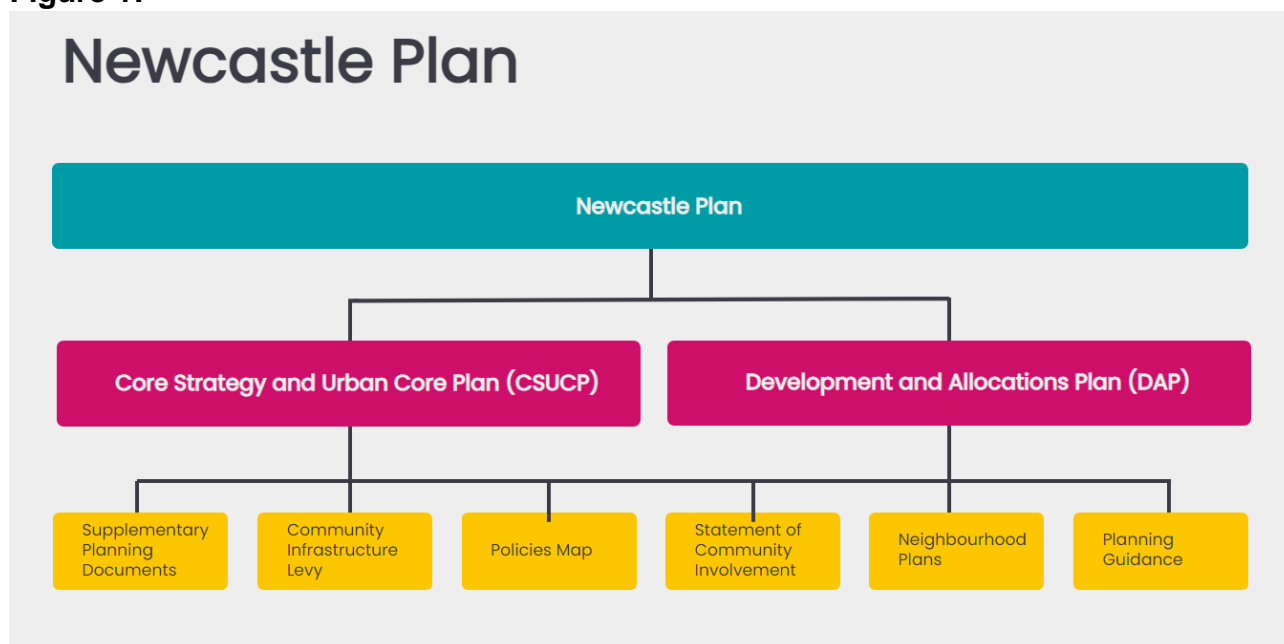 Newcastle Plan
Newcastle Plan
Core Strategy and Urban Core Plan (CSUCP)
Development and Allocations Plan (DAP)
Supplementary
Planning
Documents
Community
Infrastructure
Levy
Policies Map
Statement of
Community
Involvement
Neighbourhood
Plans
Planning
Guidance